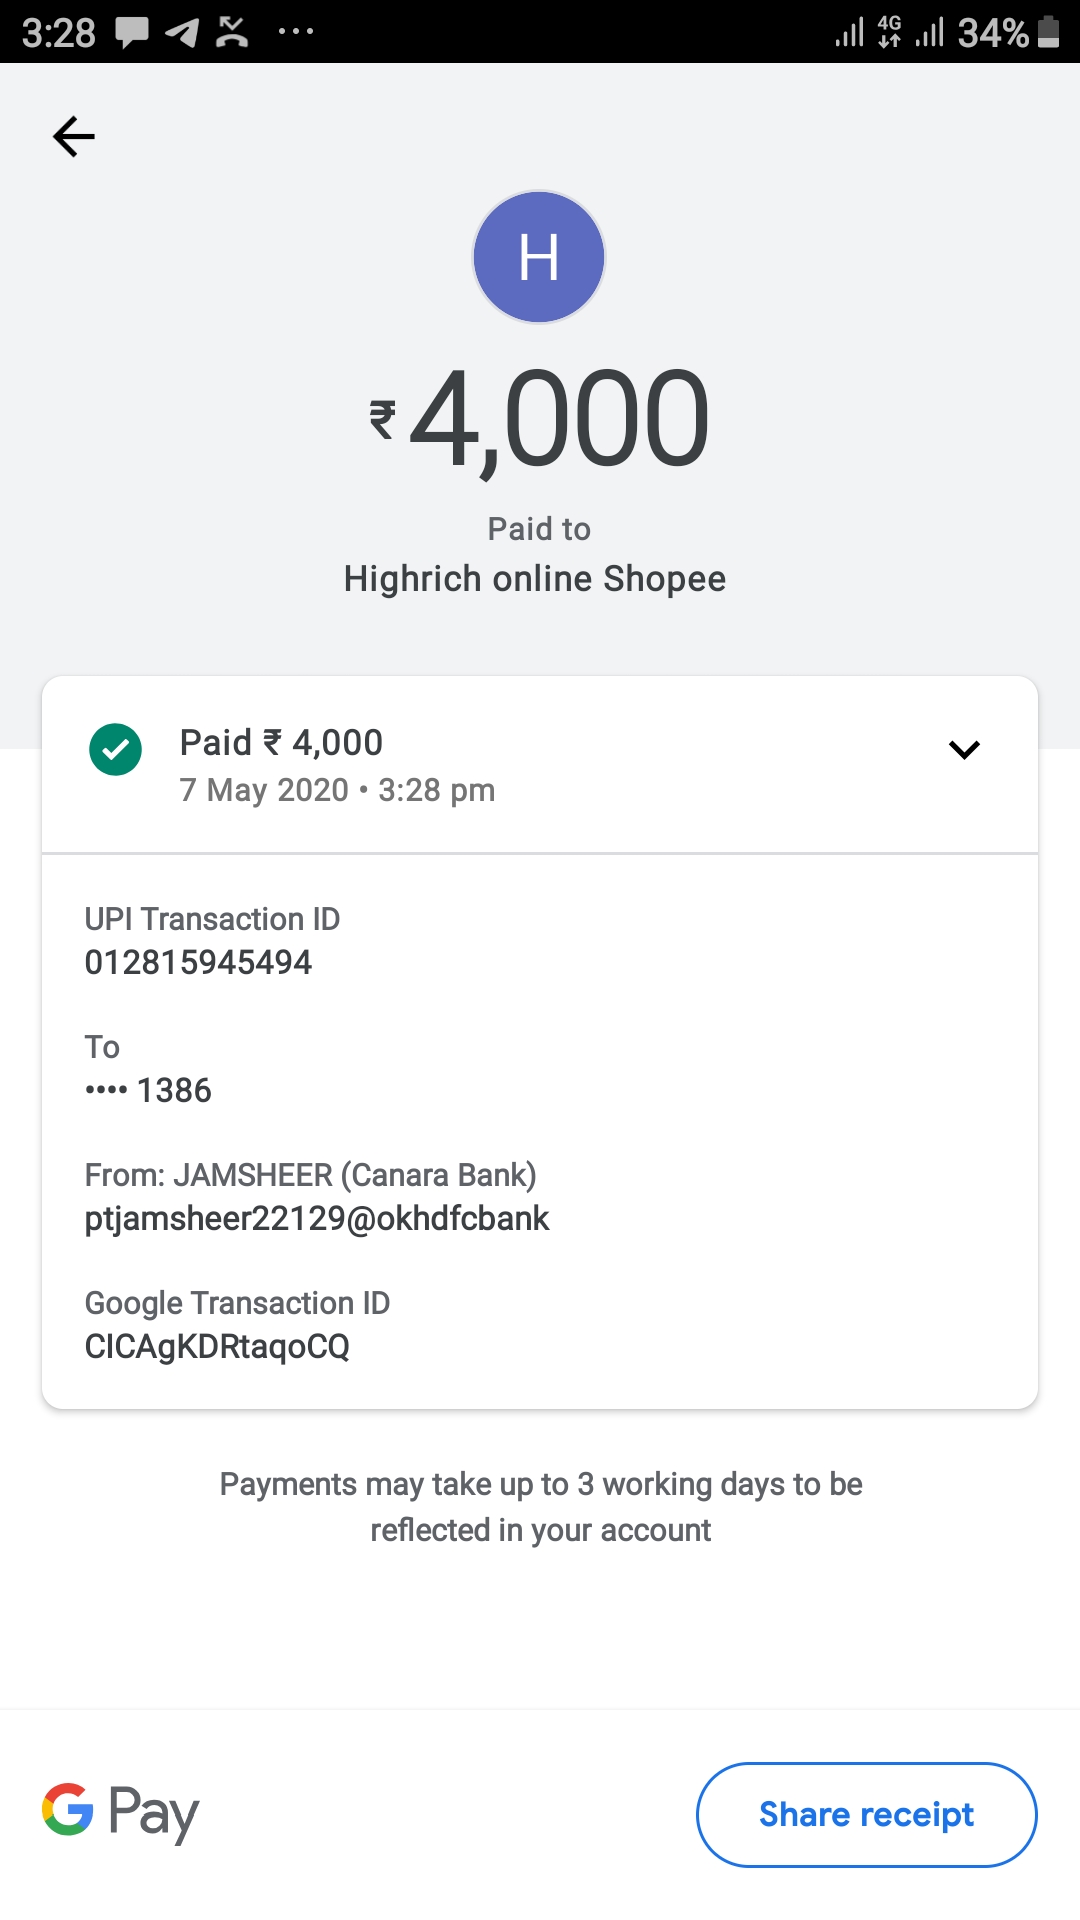 3:28 4G 34%
H
₹4,000
Paid to
Highrich online Shopee
Paid ₹ 4,000
7 May 2020 • 3:28 pm
UPI Transaction ID
012815945494
To
•••• 1386
From: JAMSHEER (Canara Bank)
ptjamsheer22129@okhdfcbank
Google Transaction ID
CICAgKDRtaqoCQ
Payments may take up to 3 working days to be
reflected in your account
G Pay
Share receipt